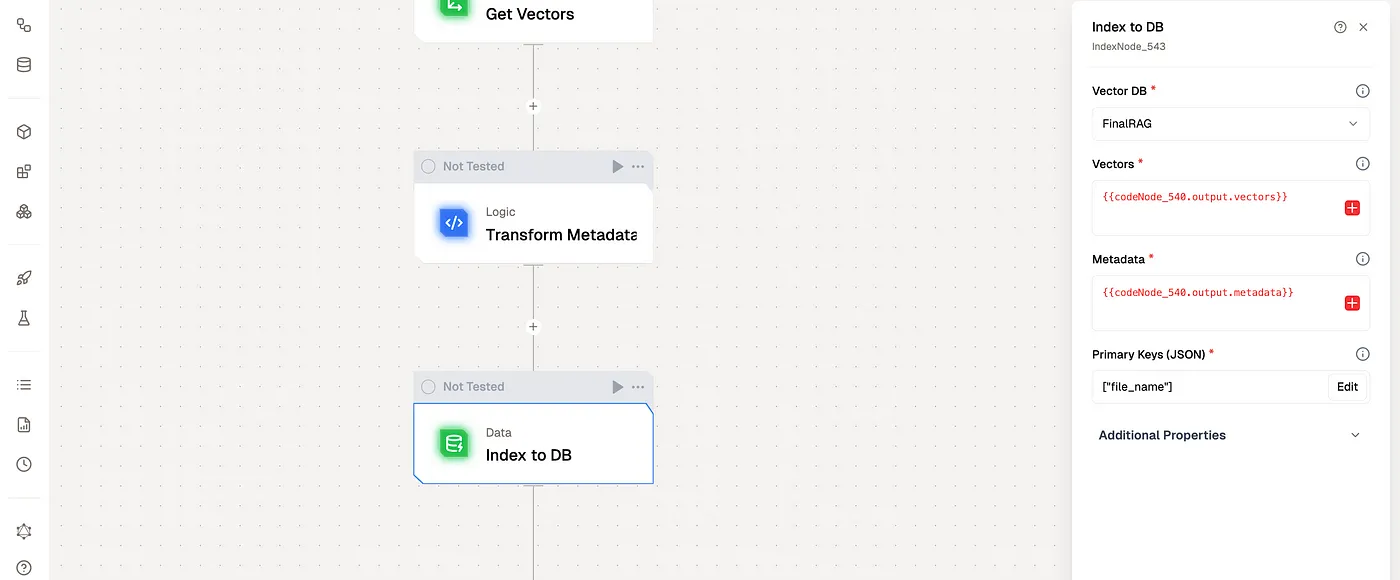 Get Vectors
Not Tested
Logic
Transform Metadata
Not Tested
Data
Index to DB
Index to DB
IndexNode_543
Vector DB *
FinalRAG
Vectors *
{{codeNode_540.output.vectors}}
Metadata *
{{codeNode_540.output.metadata}}
Primary Keys (JSON) *
["file_name"]
Edit
Additional Properties